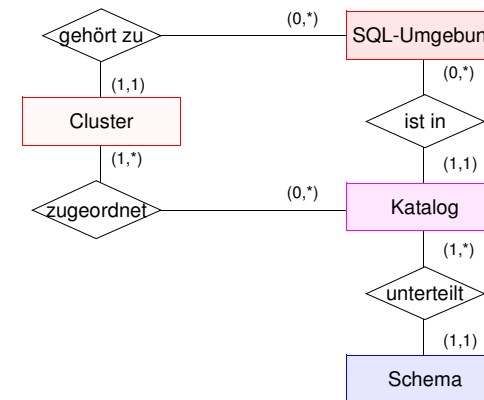 gehört zu
(0,*)
SQL-Umgebun
(1,1)
(0,*)
Cluster
ist in
(1,*)
(1,1)
zugeordnet
(0,*)
Katalog
(1,*)
unterteilt
(1,1)
Schema